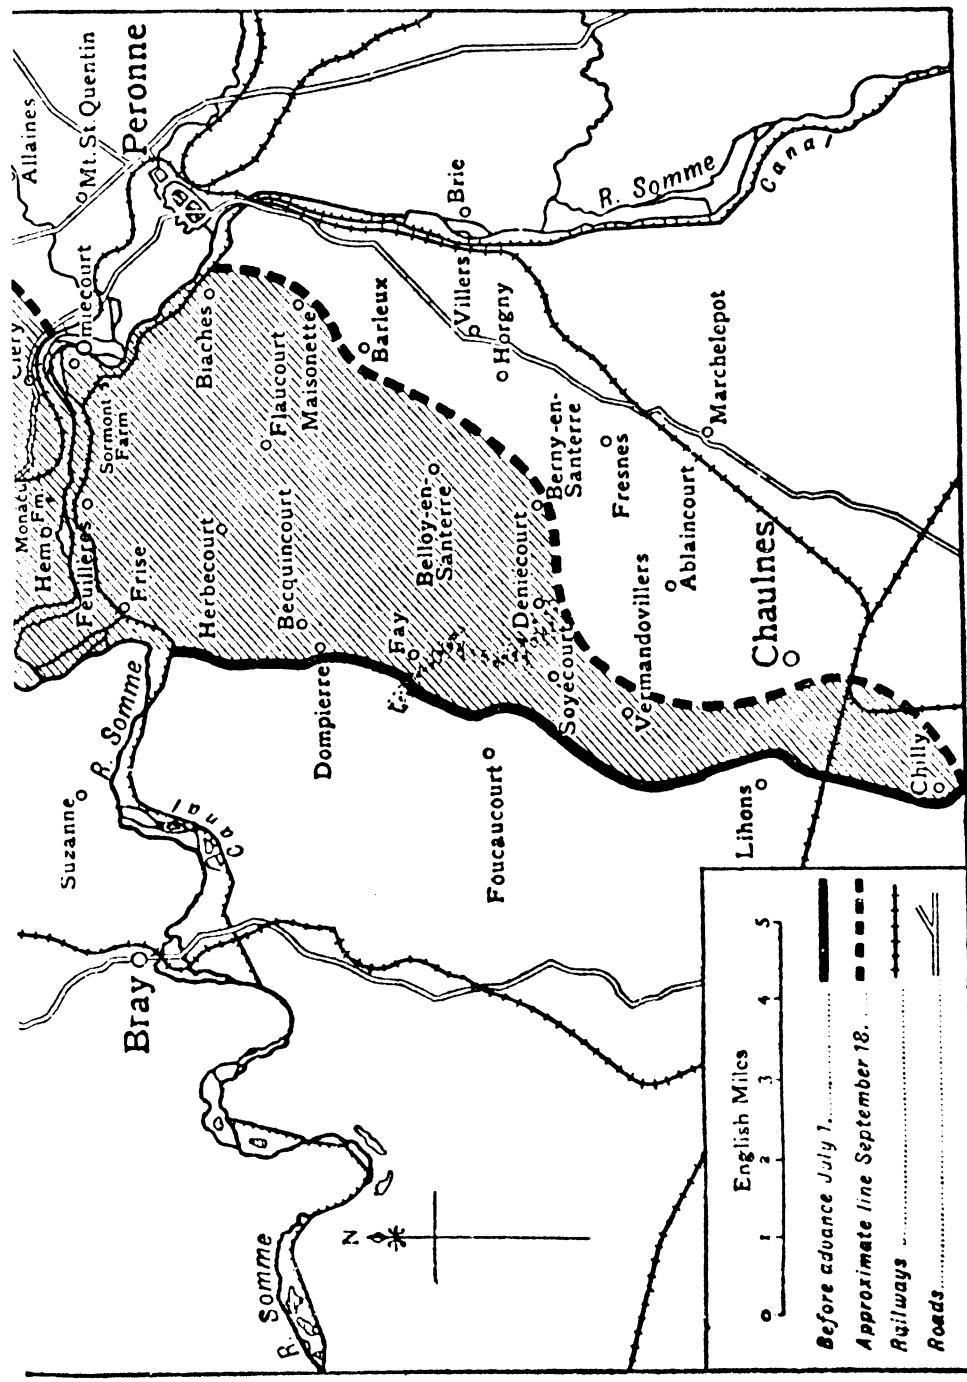 Allaines
Mt. St. Quentin
Peronne
Clery
Omiecourt
Biaches
Flaucourt
Maisonette
Barleux
Villers
Brie
Horgny
R. Somme
Canal
Hem
Fm.
Sormont
Farm
Feuilleres
Frise
Herbecourt
Becquincourt
Belloy-en-
Santerre
Berny-en-
Santerre
Fresnes
Marchelepot
Ablaincourt
Deniecourt
Fay
Dompierre
Soyecourt
Vermandovillers
Chaulnes
Chilly
Lihons
Foucaucourt
R. Somme
Suzanne
Canal
Bray
R. Somme
N
English Miles
0 1 2 3 4 5
Before advance July 1.
Approximate line September 18.
Railways
Roads